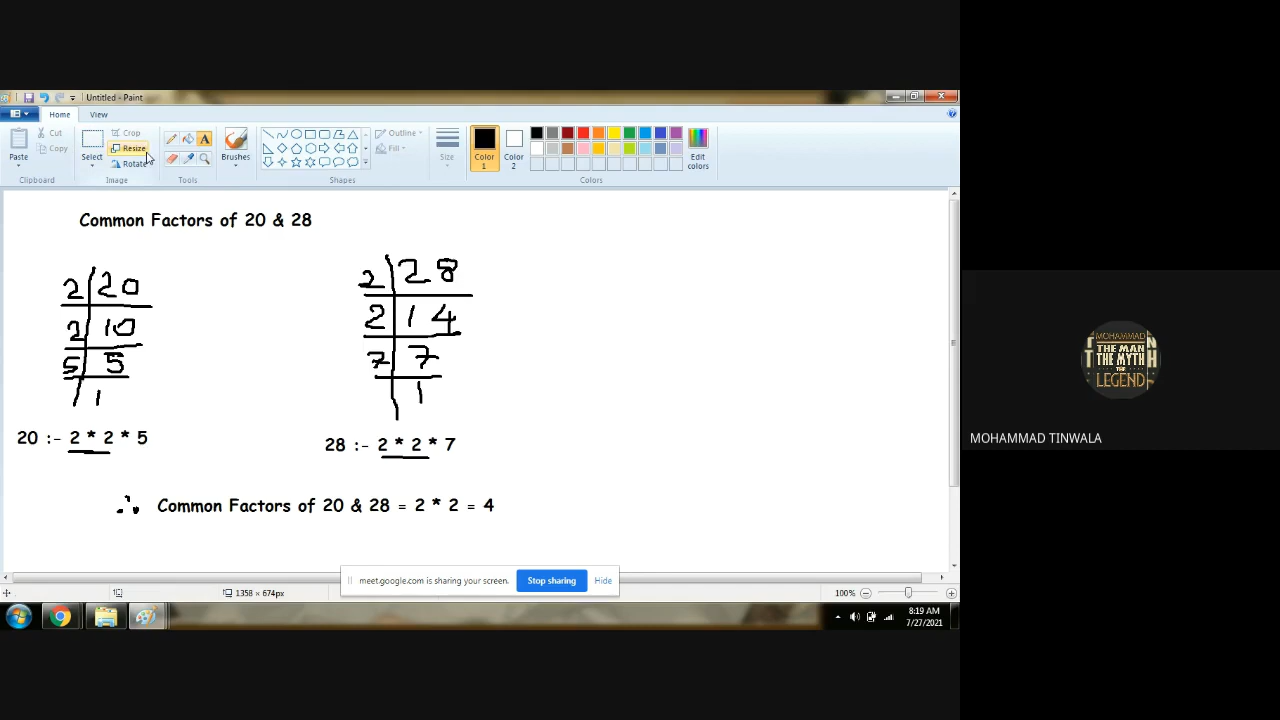 Untitled - Paint
Home View
Paste
Cut
Copy
Clipboard
Select
Crop
Resize
Rotate
Image
Tools
Brushes
Shapes
Outline
Fill
Size
Color 1
Color 2
Edit colors
Colors
Common Factors of 20 & 28
2 20
2 10
5 5
1
2 28
2 14
7 7
1
20 :- 2 * 2 * 5
28 :- 2 * 2 * 7
∴ Common Factors of 20 & 28 = 2 * 2 = 4
meet.google.com is sharing your screen. Stop sharing Hide
1358 × 674px
100%
8:19 AM
7/27/2021
MOHAMMAD
THE MAN
THE MYTH
THE
LEGEND
MOHAMMAD TINWALA